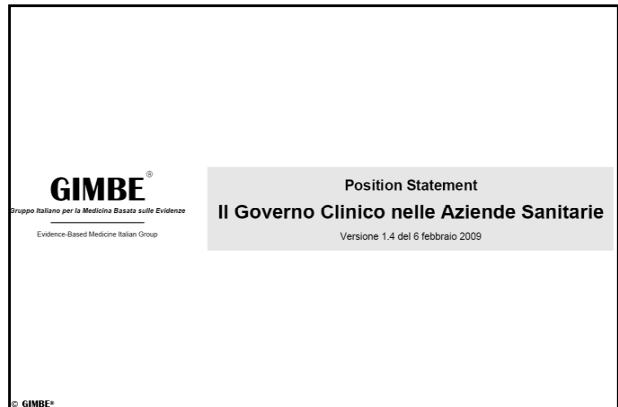 GIMBE®
Gruppo Italiano per la Medicina Basata sulle Evidenze
Evidence-Based Medicine Italian Group
Position Statement
Il Governo Clinico nelle Aziende Sanitarie
Versione 1.4 del 6 febbraio 2009
© GIMBE®